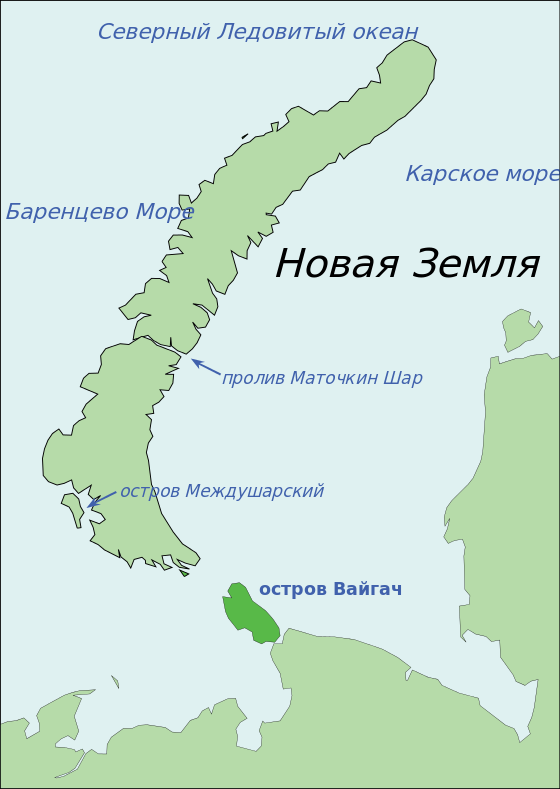 Северный Ледовитый океан
Карское море
Баренцево Море
Новая Земля
пролив Маточкин Шар
остров Междушарский
остров Вайгач